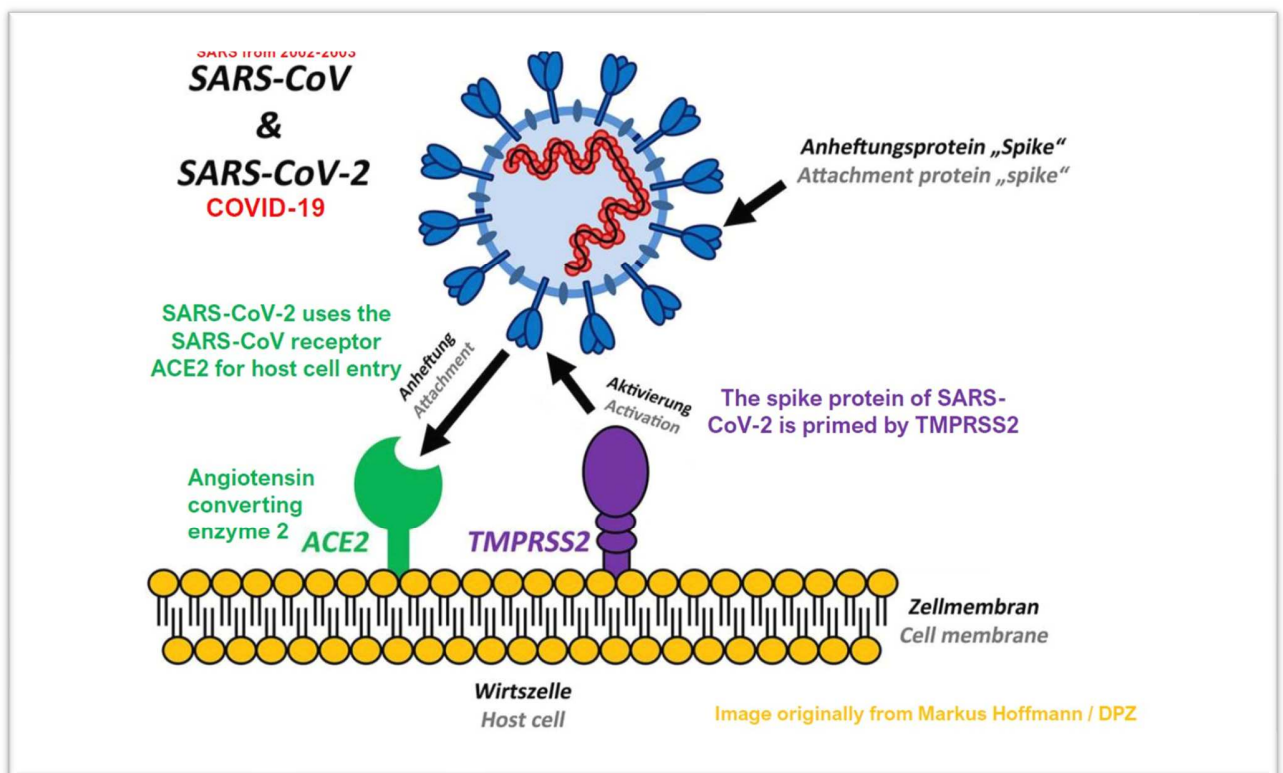 SARS from 2002-2003
SARS-CoV
&
SARS-CoV-2
COVID-19
Anheftungsprotein „Spike“
Attachment protein „spike“
SARS-CoV-2 uses the
SARS-CoV receptor
ACE2 for host cell entry
Anheftung
Attachment
Aktivierung
Activation
The spike protein of SARS-
CoV-2 is primed by TMPRSS2
Angiotensin
converting
enzyme 2
ACE2
TMPRSS2
Zellmembran
Cell membrane
Wirtszelle
Host cell
Image originally from Markus Hoffmann / DPZ